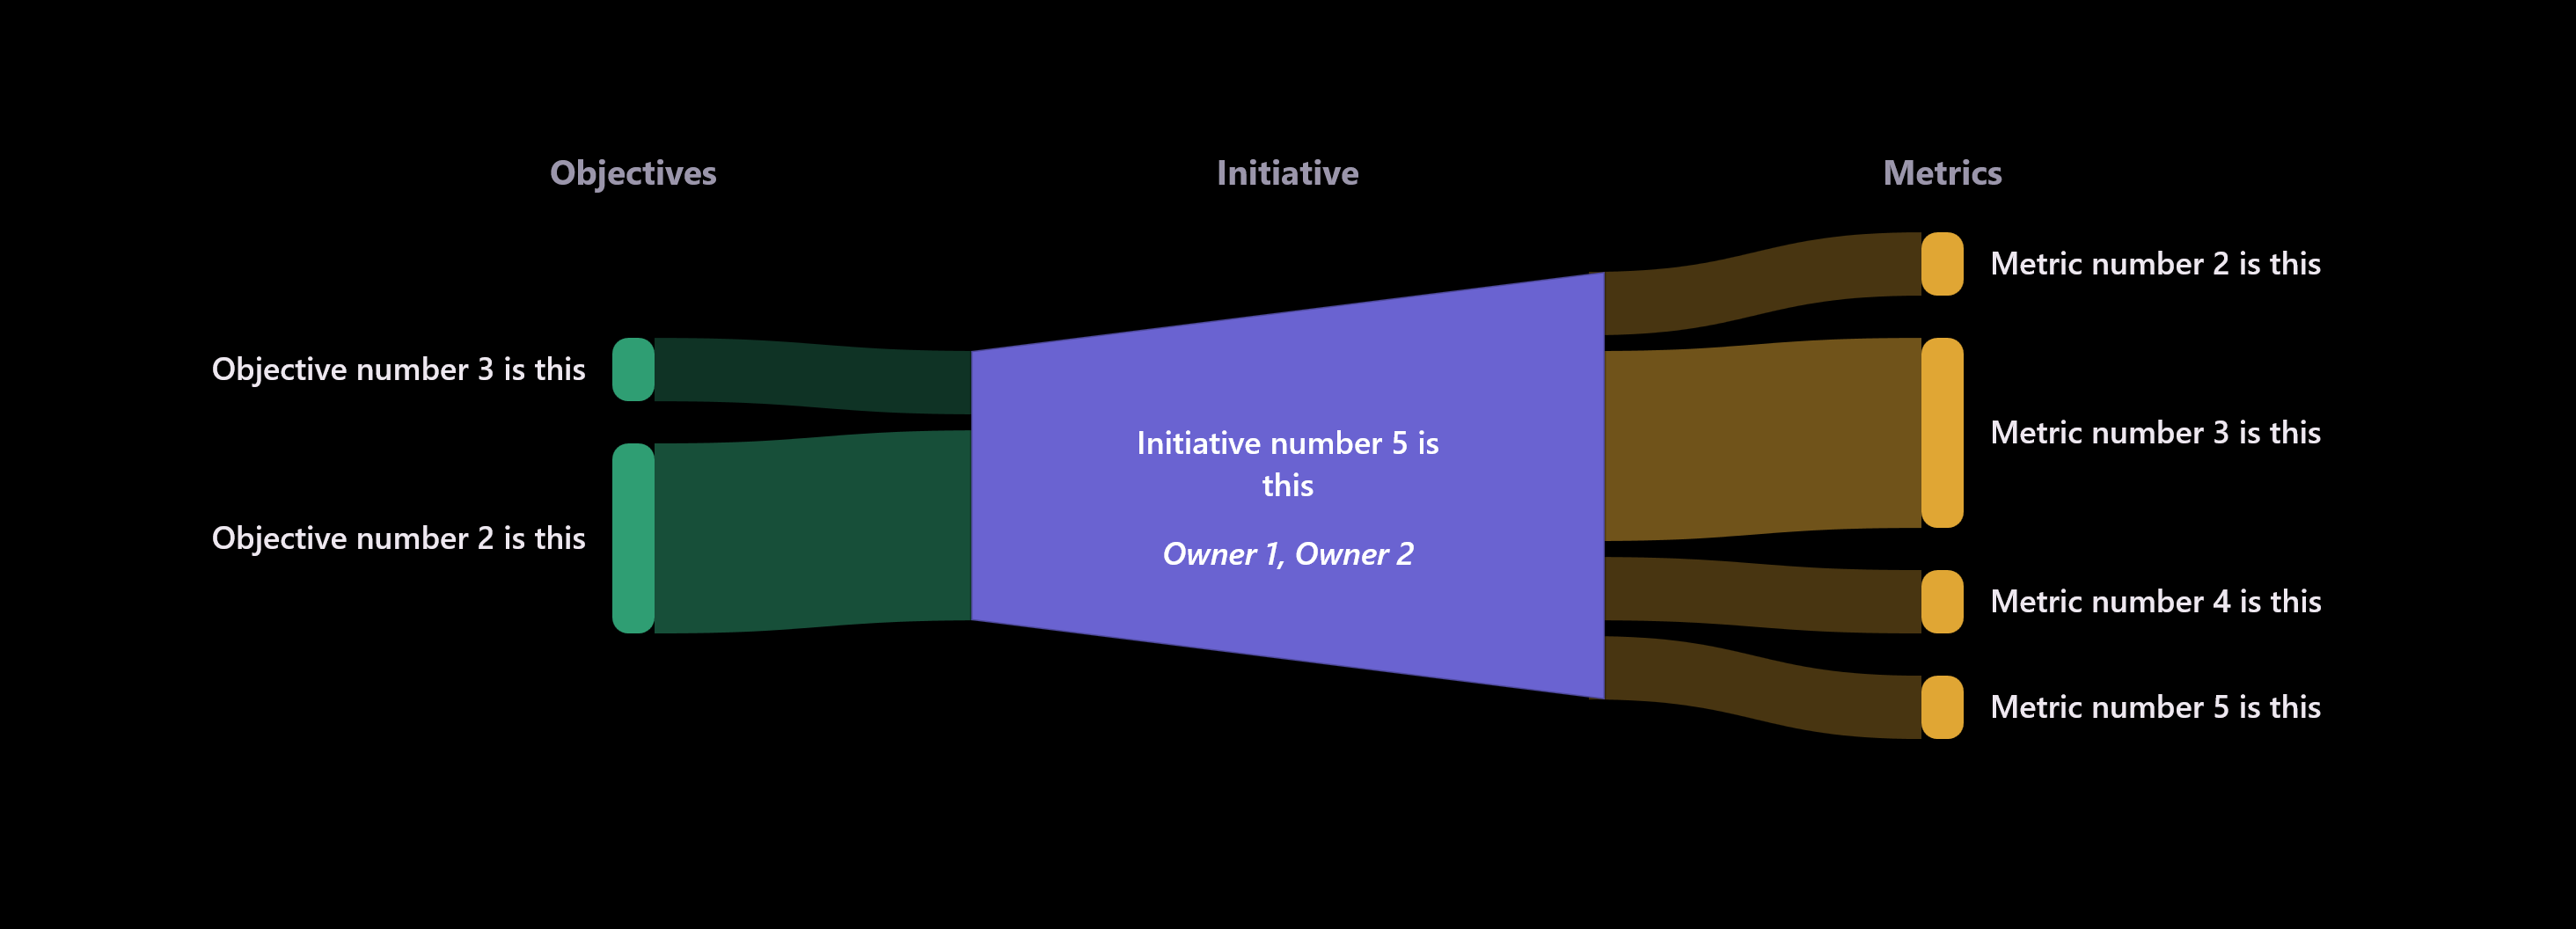 Objectives
Initiative
Metrics
Objective number 3 is this
Objective number 2 is this
Initiative number 5 is
this
Owner 1, Owner 2
Metric number 2 is this
Metric number 3 is this
Metric number 4 is this
Metric number 5 is this